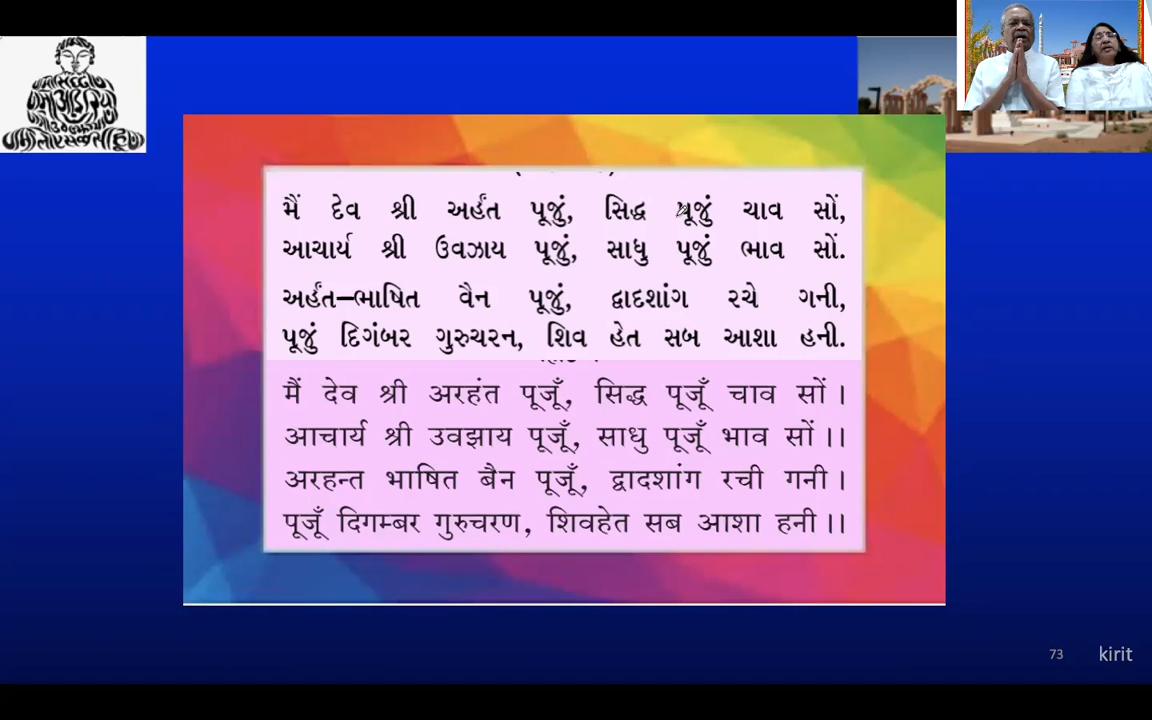 મૈં દેવ શ્રી અર્હંત પૂજું, સિદ્ધ પૂજું ચાવ સોં,
આચાર્ય શ્રી ઉવઝાય પૂજું, સાધુ પૂજું ભાવ સોં.
અર્હંત–ભાષિત વૈન પૂજું, દ્વાદશાંગ રચે ગની,
પૂજું દિગંબર ગુરુચરન, શિવ હેત સબ આશા હની.
मैं देव श्री अरहंत पूजूँ, सिद्ध पूजूँ चाव सों ।
आचार्य श्री उवझाय पूजूँ, साधु पूजूँ भाव सों ।।
अरहन्त भाषित बैन पूजूँ, द्वादशांग रची गनी ।
पूजूँ दिगम्बर गुरुचरण, शिवहेत सब आशा हनी ।।
73 kirit